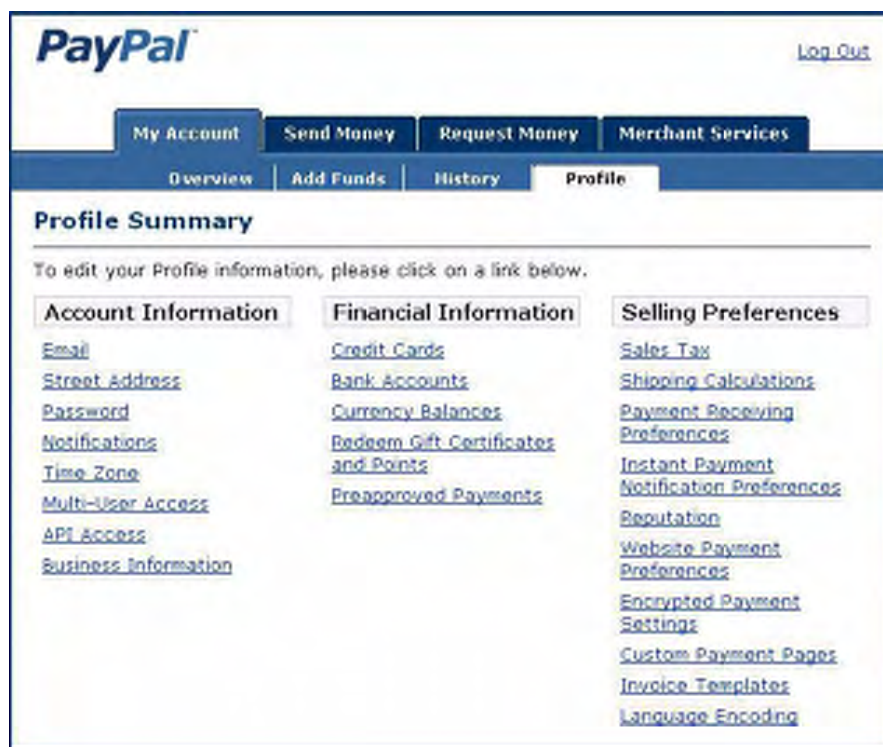 PayPal
Log Out
My Account
Send Money
Request Money
Merchant Services
Overview
Add Funds
History
Profile
Profile Summary
To edit your Profile information, please click on a link below.
Account Information
Email
Street Address
Password
Notifications
Time Zone
Multi-User Access
API Access
Business Information
Financial Information
Credit Cards
Bank Accounts
Currency Balances
Redeem Gift Certificates
and Points
Preapproved Payments
Selling Preferences
Sales Tax
Shipping Calculations
Payment Receiving
Preferences
Instant Payment
Notification Preferences
Reputation
Website Payment
Preferences
Encrypted Payment
Settings
Custom Payment Pages
Invoice Templates
Language Encoding